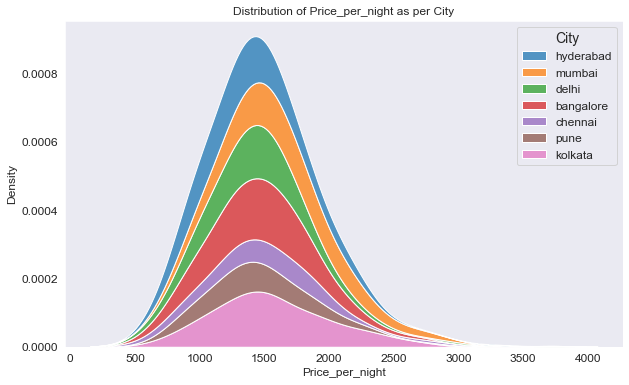 Distribution of Price_per_night as per City
City
hyderabad
mumbai
delhi
bangalore
chennai
pune
kolkata
0.0008
0.0006
0.0004
0.0002
0.0000
Density
0 500 1000 1500 2000 2500 3000 3500 4000
Price_per_night